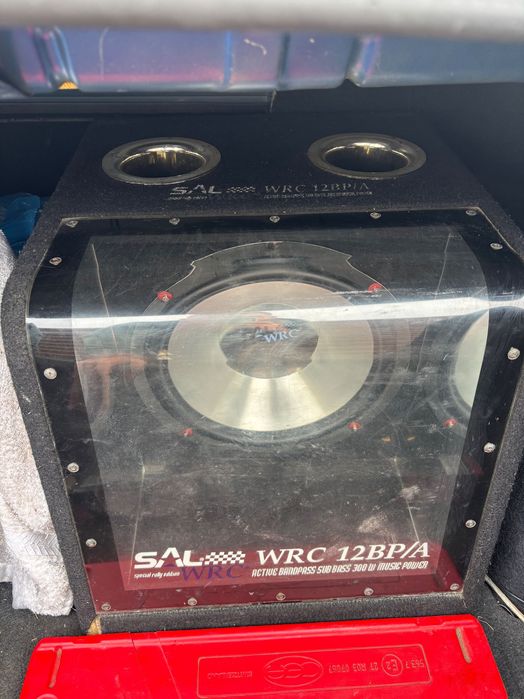 SAL WRC 12BP/A
WRC
SAL WRC 12BP/A
special rally edition WRC ACTIVE BANDPASS SUB BASS 300 W MUSIC POWER